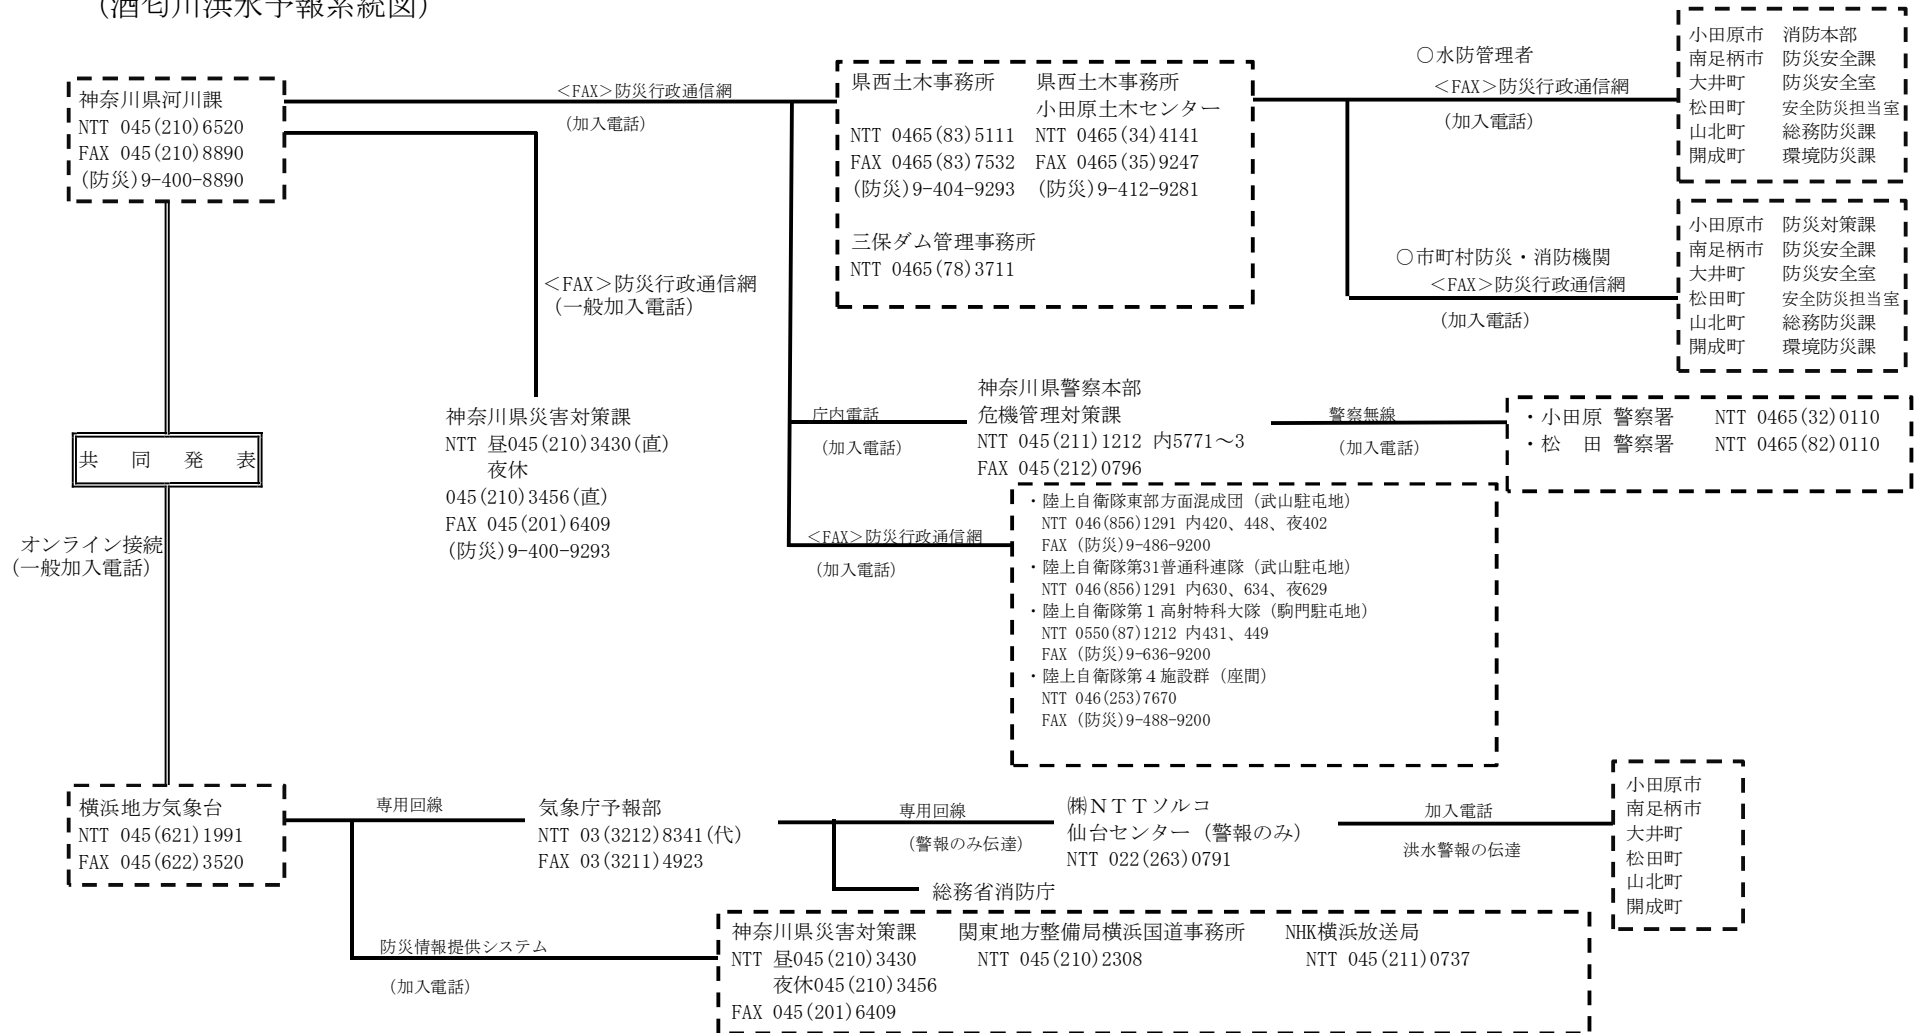 (酒匂川洪水予報系統図)
神奈川県河川課
NTT 045(210)6520
FAX 045(210)8890
(防災)9-400-8890
<FAX>防災行政通信網
(加入電話)
県西土木事務所
NTT 0465(83)5111
FAX 0465(83)7532
(防災)9-404-9293
県西土木事務所
小田原土木センター
NTT 0465(34)4141
FAX 0465(35)9247
(防災)9-412-9281
三保ダム管理事務所
NTT 0465(78)3711
○水防管理者
<FAX>防災行政通信網
(加入電話)
小田原市 消防本部
南足柄市 防災安全課
大井町 防災安全室
松田町 安全防災担当室
山北町 総務防災課
開成町 環境防災課
○市町村防災・消防機関
<FAX>防災行政通信網
(加入電話)
小田原市 防災対策課
南足柄市 防災安全課
大井町 防災安全室
松田町 安全防災担当室
山北町 総務防災課
開成町 環境防災課
<FAX>防災行政通信網
(一般加入電話)
神奈川県災害対策課
NTT 昼045(210)3430(直)
夜休
045(210)3456(直)
FAX 045(201)6409
(防災)9-400-9293
庁内電話
(加入電話)
神奈川県警察本部
危機管理対策課
NTT 045(211)1212 内5771～3
FAX 045(212)0796
警察無線
(加入電話)
・小田原 警察署 NTT 0465(32)0110
・松 田 警察署 NTT 0465(82)0110
<FAX>防災行政通信網
(加入電話)
・陸上自衛隊東部方面混成団（武山駐屯地）
NTT 046(856)1291 内420、448、夜402
FAX (防災)9-486-9200
・陸上自衛隊第31普通科連隊（武山駐屯地）
NTT 046(856)1291 内630、634、夜629
・陸上自衛隊第１高射特科大隊（駒門駐屯地）
NTT 0550(87)1212 内431、449
FAX (防災)9-636-9200
・陸上自衛隊第４施設群（座間）
NTT 046(253)7670
FAX (防災)9-488-9200
共 同 発 表
オンライン接続
(一般加入電話)
横浜地方気象台
NTT 045(621)1991
FAX 045(622)3520
専用回線
気象庁予報部
NTT 03(3212)8341(代)
FAX 03(3211)4923
専用回線
(警報のみ伝達)
㈱ＮＴＴソルコ
仙台センター（警報のみ）
NTT 022(263)0791
加入電話
洪水警報の伝達
小田原市
南足柄市
大井町
松田町
山北町
開成町
総務省消防庁
防災情報提供システム
(加入電話)
神奈川県災害対策課
NTT 昼045(210)3430
夜休045(210)3456
FAX 045(201)6409
関東地方整備局横浜国道事務所
NTT 045(210)2308
NHK横浜放送局
NTT 045(211)0737